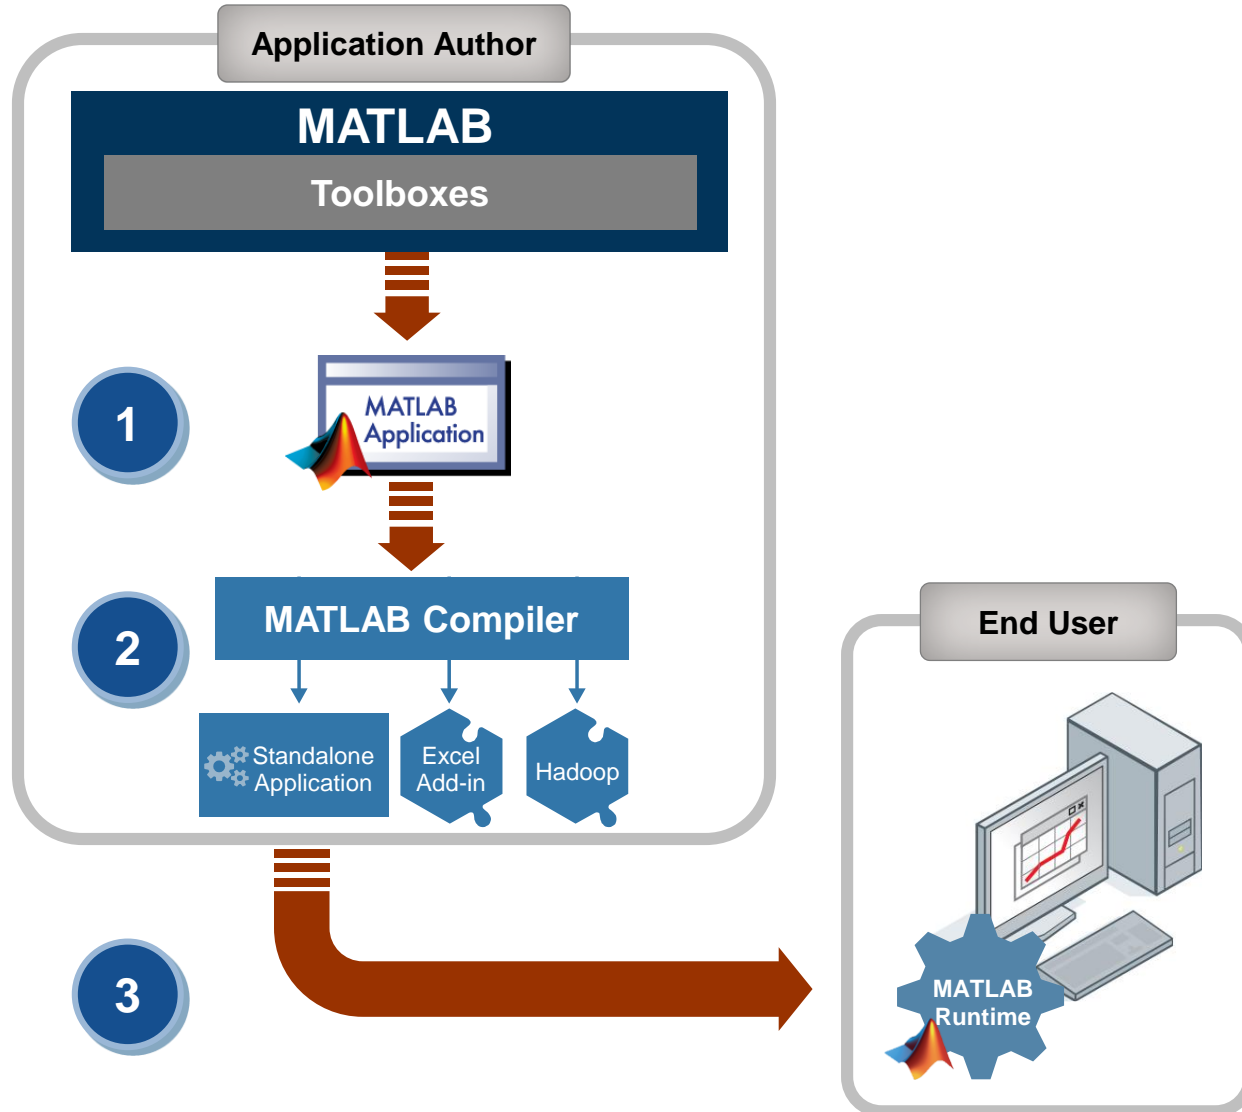 Application Author
MATLAB
Toolboxes
1
MATLAB
Application
2
MATLAB Compiler
Standalone
Application
Excel
Add-in
Hadoop
End User
3
MATLAB
Runtime